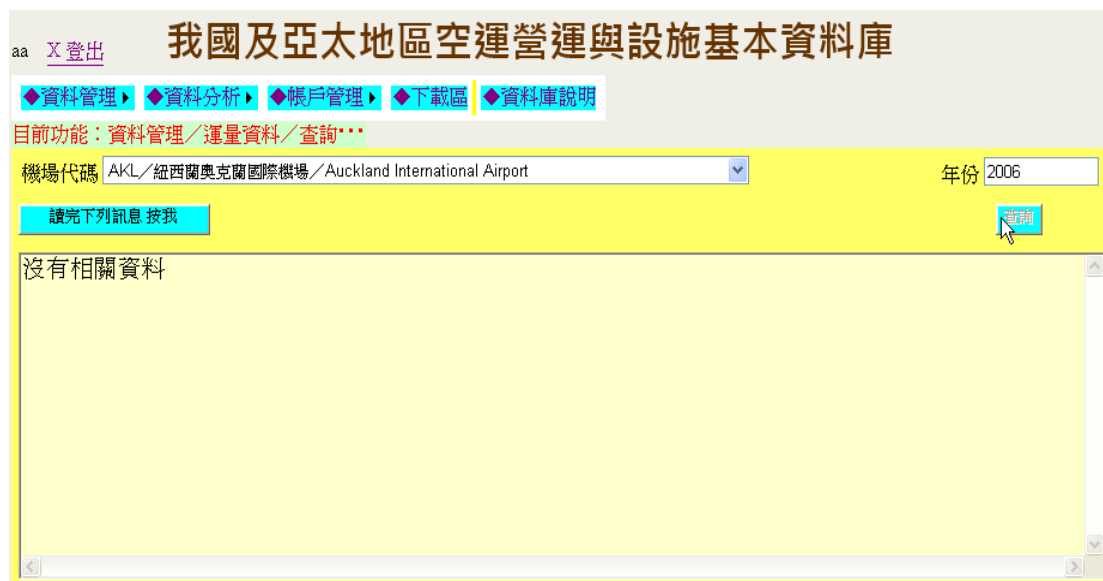 aa X 登出 我國及亞太地區空運營運與設施基本資料庫
◆資料管理 ◆資料分析 ◆帳戶管理 ◆下載區 ◆資料庫說明
目前功能：資料管理／運量資料／查詢…
機場代碼 AKL／紐西蘭奧克蘭國際機場／Auckland International Airport 年份 2006
讀完下列訊息 按我 查詢
沒有相關資料